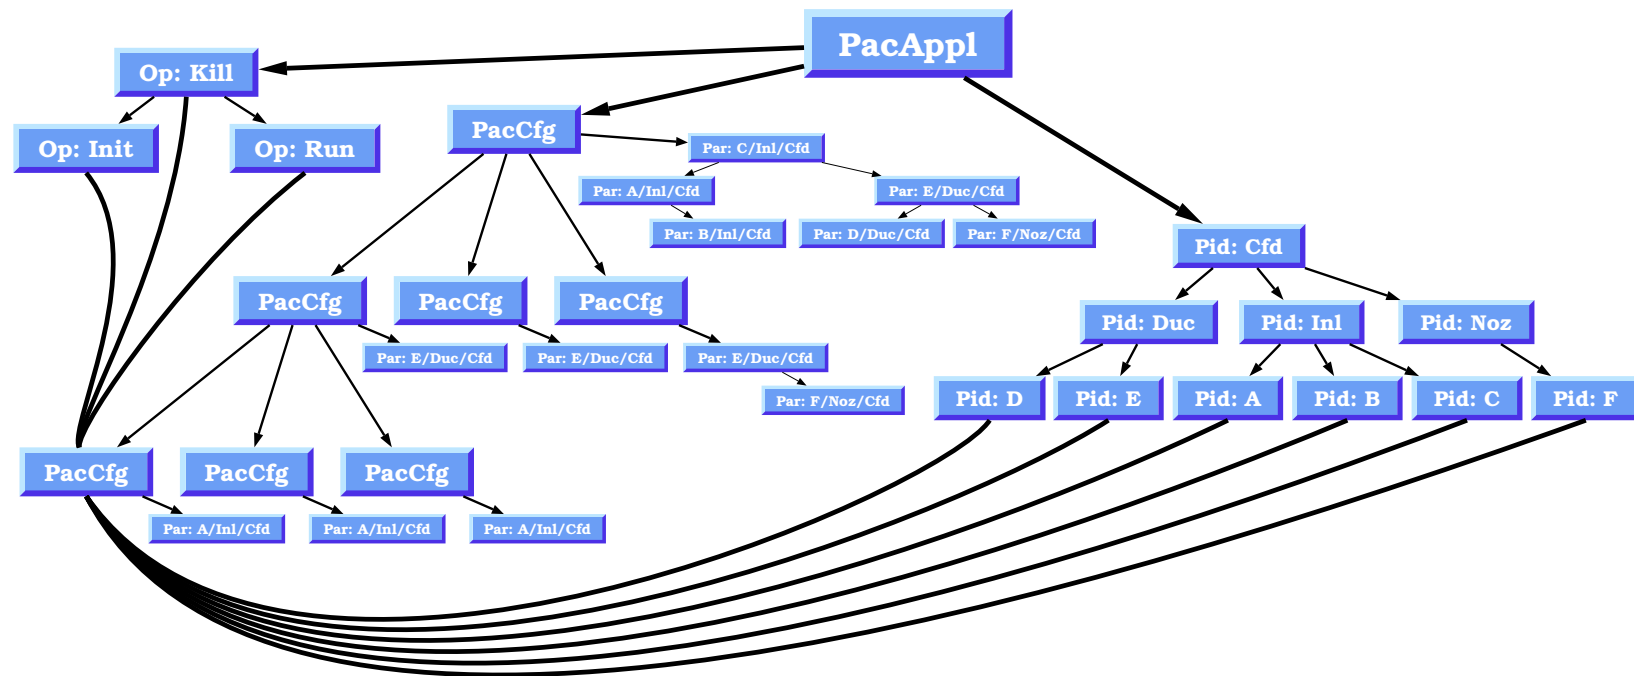 PacAppl
Op: Kill
PacCfg
Op: Init
Op: Run
Par: C/Inl/Cfd
Par: A/Inl/Cfd
Par: E/Duc/Cfd
Par: B/Inl/Cfd
Par: D/Duc/Cfd
Par: F/Noz/Cfd
Pid: Cfd
PacCfg
PacCfg
PacCfg
Pid: Duc
Pid: Inl
Pid: Noz
Par: E/Duc/Cfd
Par: E/Duc/Cfd
Par: E/Duc/Cfd
Par: F/Noz/Cfd
Pid: D
Pid: E
Pid: A
Pid: B
Pid: C
Pid: F
PacCfg
PacCfg
PacCfg
Par: A/Inl/Cfd
Par: A/Inl/Cfd
Par: A/Inl/Cfd